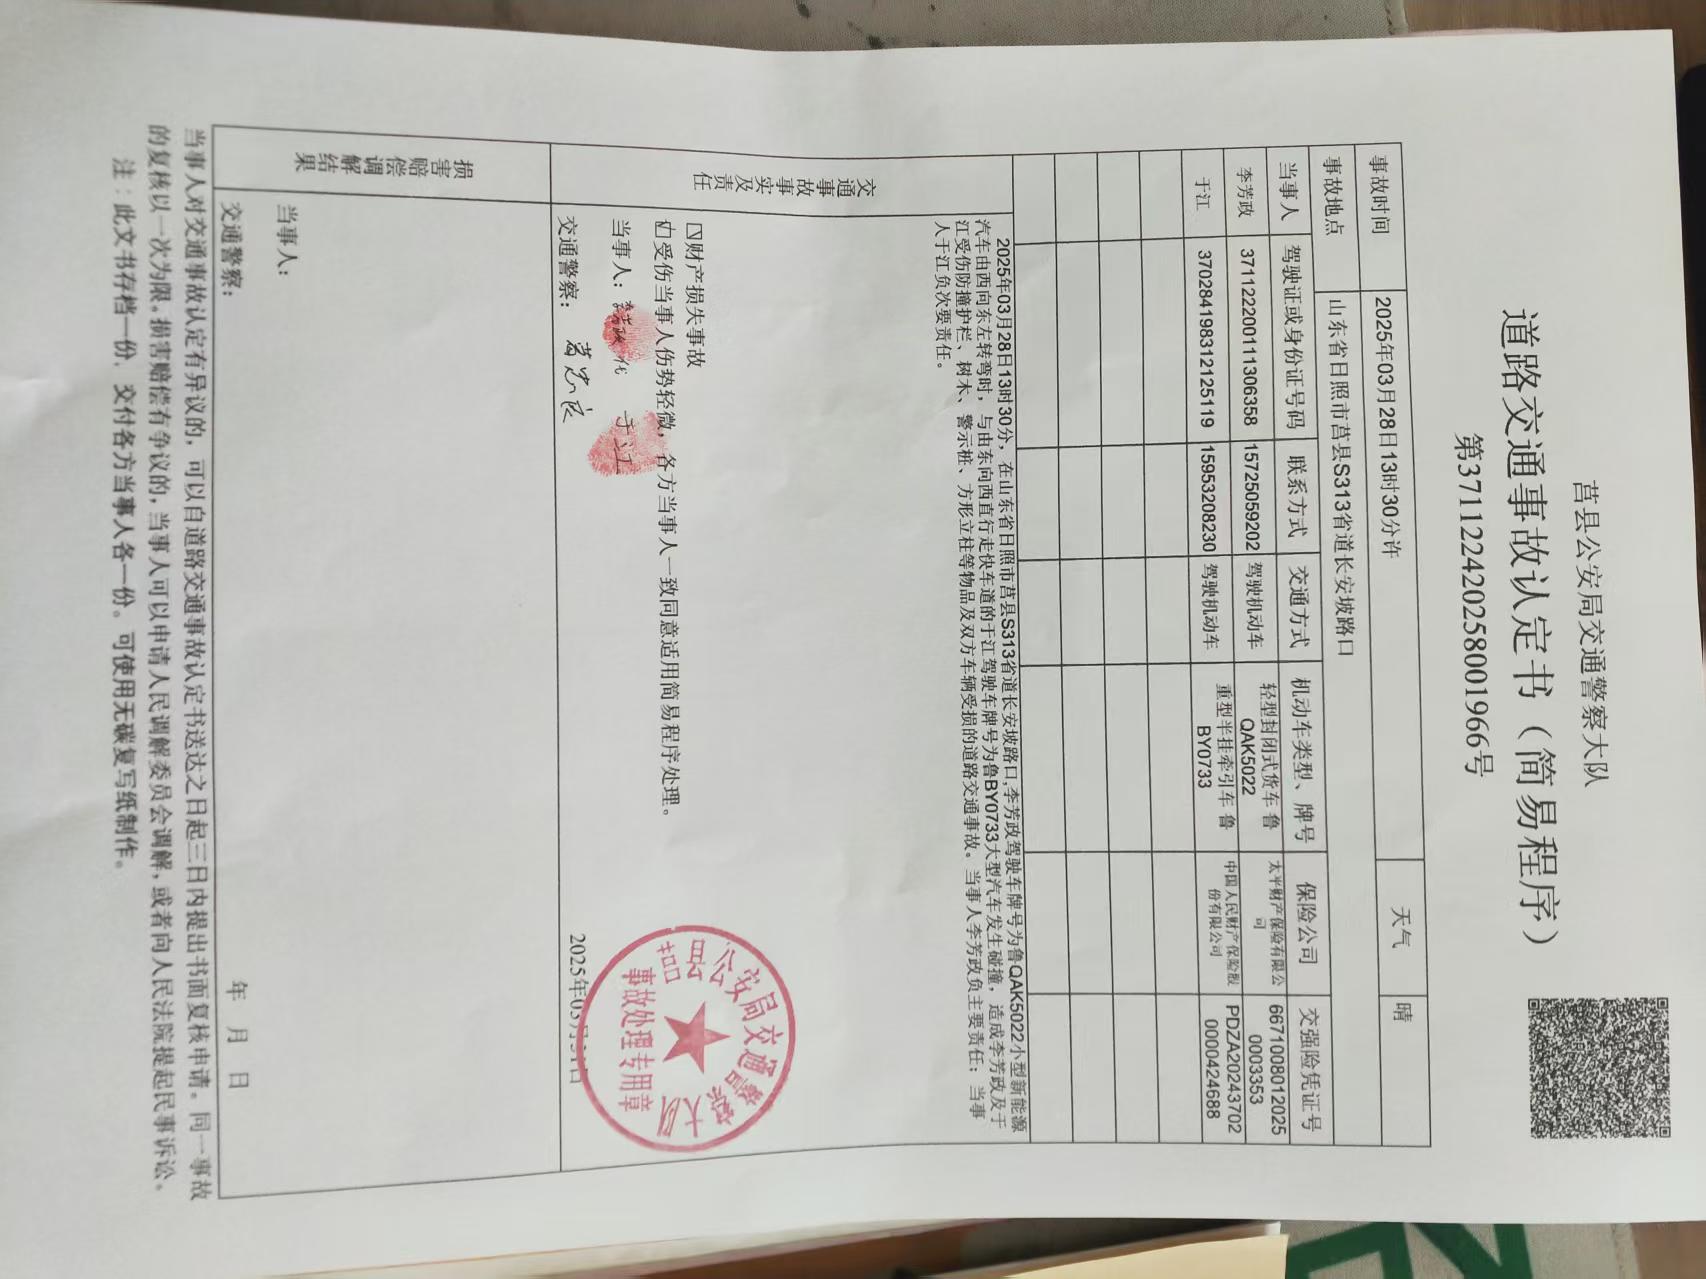 莒县公安局交通警察大队
道路交通事故认定书（简易程序）
第3711224202580019​66号
事故时间 2025年03月28日13时30分许 天气 晴
事故地点 山东省日照市莒县S313省道长安坡路口
当事人 驾驶证或身份证号码 联系方式 交通方式 机动车类型、牌号 保险公司 交强险凭证号
李芳政 371122200111306358 15725059202 驾驶机动车 轻型封闭式货车 鲁QAK5022 太平财产保险有限公司 66710080120250003353
于江 370284198312125119 15953208230 驾驶机动车 重型半挂牵引车 鲁BY0733 中国人民财产保险股份有限公司 PDZA202437020000424688
交通事故事实及责任
2025年03月28日13时30分，在山东省日照市莒县S313省道长安坡路口,李芳政驾驶车牌号为鲁QAK5022小型新能源
汽车由西向东左转弯时，与由东向西直行走快车道的于江驾驶车牌号为鲁BY0733大型汽车发生碰撞，造成李芳政及于
江受伤防撞护栏、树木、警示桩、方形立柱等物品及双方车辆受损的道路交通事故。当事人李芳政负主要责任；当事
人于江负次要责任。
财产损失事故
受伤当事人伤势轻微，各方当事人一致同意适用简易程序处理。
当事人：李芳政 代 于江
交通警察：
2025年03月31日
莒县公安局交通警察大队
事故处理专用章
损害赔偿调解结果
当事人：
交通警察：
年 月 日
当事人对交通事故认定有异议的，可以自道路交通事故认定书送达之日起三日内提出书面复核申请。同一事故
的复核以一次为限。损害赔偿有争议的，当事人可以申请人民调解委员会调解，或者向人民法院提起民事诉讼。
注：此文书存档一份，交付各方当事人各一份。可使用无碳复写纸制作。